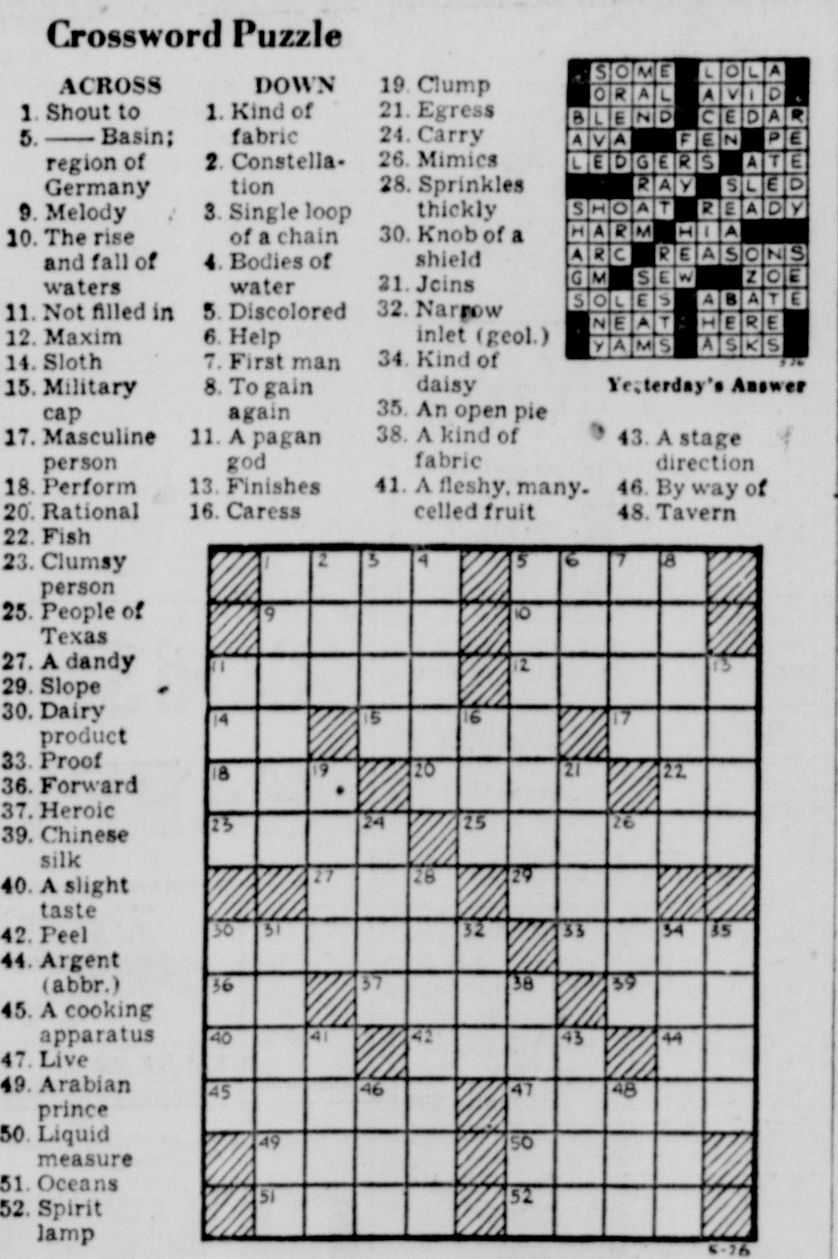 Crossword Puzzle
ACROSS
1. Shout to
5. —— Basin;
region of
Germany
9. Melody
10. The rise
and fall of
waters
11. Not filled in
12. Maxim
14. Sloth
15. Military
cap
17. Masculine
person
18. Perform
20. Rational
22. Fish
23. Clumsy
person
25. People of
Texas
27. A dandy
29. Slope
30. Dairy
product
33. Proof
36. Forward
37. Heroic
39. Chinese
silk
40. A slight
taste
42. Peel
44. Argent
(abbr.)
45. A cooking
apparatus
47. Live
49. Arabian
prince
50. Liquid
measure
51. Oceans
52. Spirit
lamp
DOWN
1. Kind of
fabric
2. Constella-
tion
3. Single loop
of a chain
4. Bodies of
water
5. Discolored
6. Help
7. First man
8. To gain
again
11. A pagan
god
13. Finishes
16. Caress
19. Clump
21. Egress
24. Carry
26. Mimics
28. Sprinkles
thickly
30. Knob of a
shield
21. Joins
32. Narrow
inlet (geol.)
34. Kind of
daisy
35. An open pie
38. A kind of
fabric
41. A fleshy, many-
celled fruit
43. A stage
direction
46. By way of
48. Tavern
SOME LOLA
ORAL AVID
BLEND CEDAR
AVA FEN PE
LEDGERS ATE
RAY SLED
SHOAT READY
HARM HIA
ARC REASONS
GM SEW ZOE
SOLES ABATE
NEAT HERE
YAMS ASKS
5-26
Yesterday's Answer
1 2 3 4 5 6 7 8
9 10
11 12 13
14 15 16 17
18 19 20 21 22
23 24 25 26
27 28 29
30 31 32 33 34 35
36 37 38 39
40 41 42 43 44
45 46 47 48
49 50
51 52
5-26